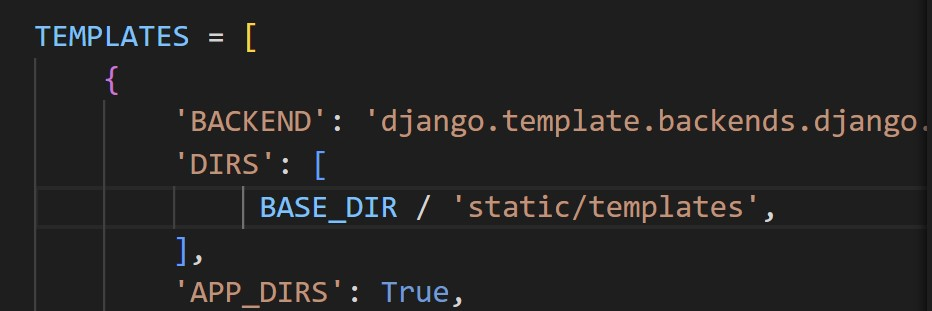 TEMPLATES = [
{
'BACKEND': 'django.template.backends.django.
'DIRS': [
BASE_DIR / 'static/templates',
],
'APP_DIRS': True,